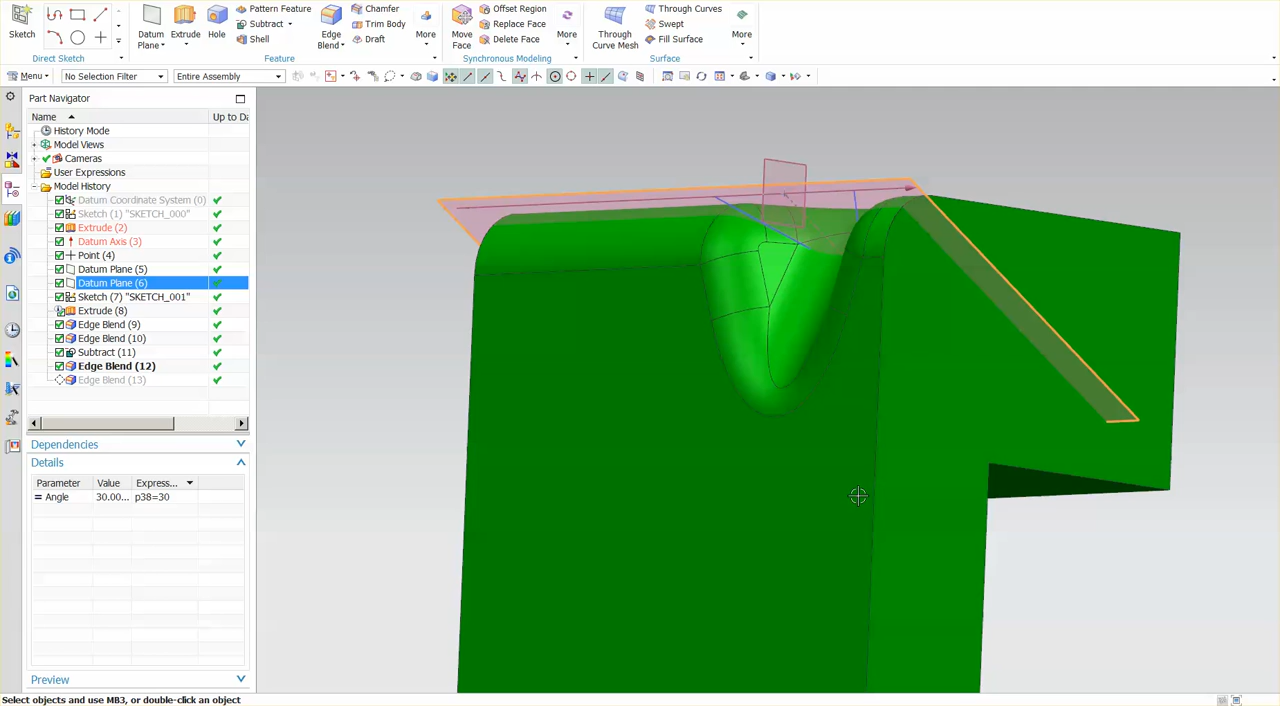 Pattern Feature
Chamfer
Offset Region
Through Curves
Subtract
Trim Body
Replace Face
Swept
Sketch
Datum Plane
Extrude
Hole
Shell
Edge Blend
Draft
More
Move Face
Delete Face
More
Through Curve Mesh
Fill Surface
More
Direct Sketch
Feature
Synchronous Modeling
Surface
Menu
No Selection Filter
Entire Assembly
Part Navigator
Name
Up to Da
History Mode
Model Views
Cameras
User Expressions
Model History
Datum Coordinate System (0)
Sketch (1) "SKETCH_000"
Extrude (2)
Datum Axis (3)
Point (4)
Datum Plane (5)
Datum Plane (6)
Sketch (7) "SKETCH_001"
Extrude (8)
Edge Blend (9)
Edge Blend (10)
Subtract (11)
Edge Blend (12)
Edge Blend (13)
Dependencies
Details
Parameter Value Express...
Angle 30.00... p38=30
Preview
Select objects and use MB3, or double-click an object